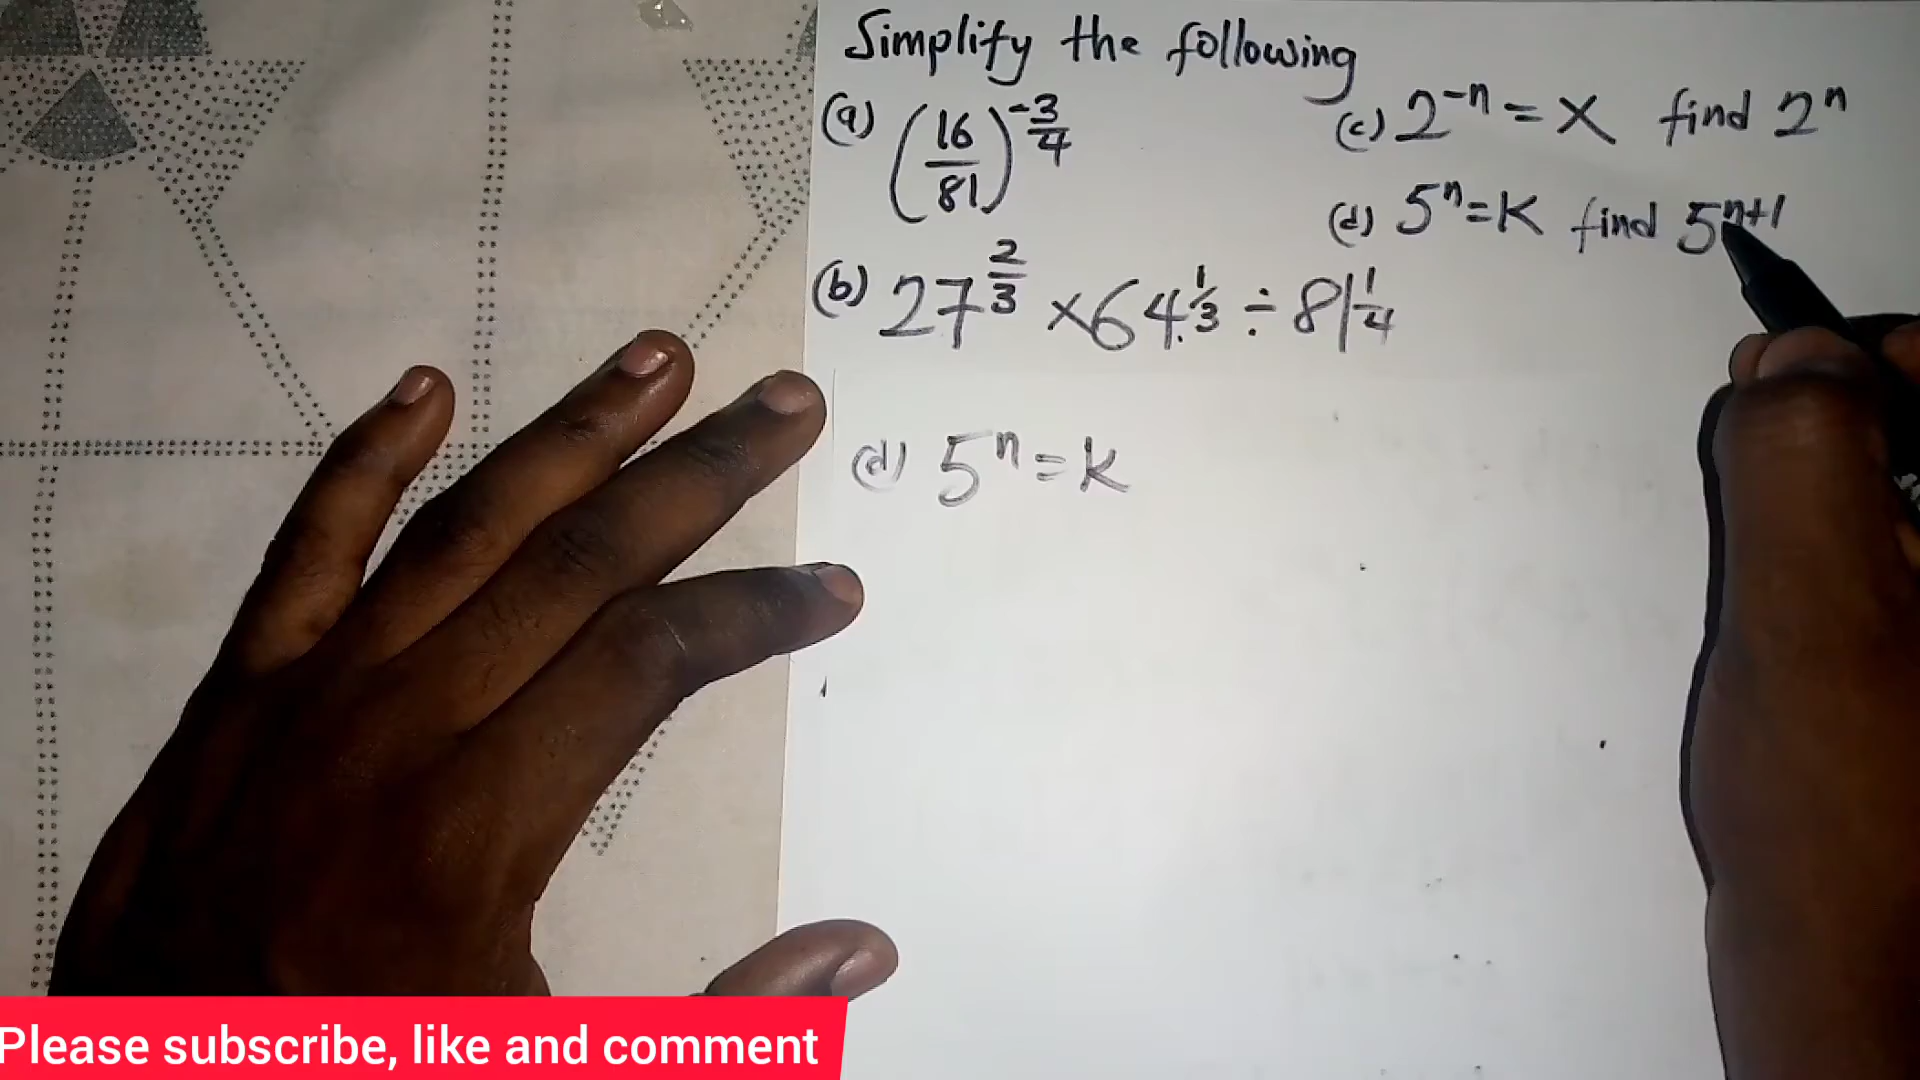 Simplify the following
(a) (16/81)^-3/4
(b) 27^2/3 ×64^1/3 ÷ 81^1/4
(c) 2^-n = x find 2^n
(d) 5^n = k find 5^n+1
(d) 5^n = k
Please subscribe, like and comment